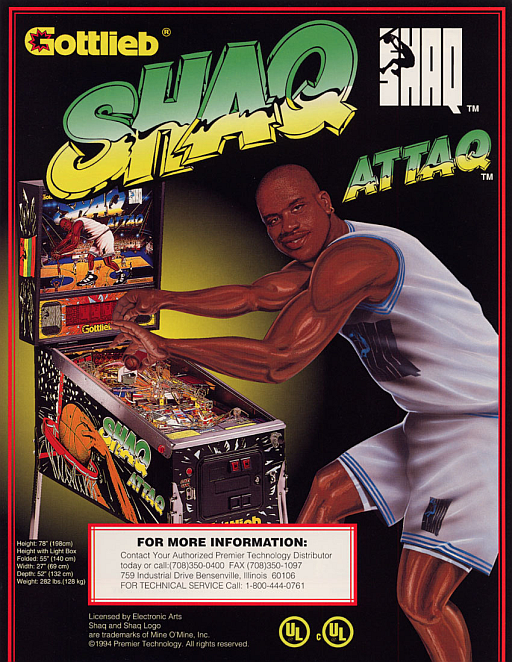 Gottlieb®
SHAQ
SHAQ TM
ATTAQ TM
SHAQ
ATTAQ
Gottlieb
SHAQ
ATTAQ
Gottlieb
Height: 78" (198cm)
Height with Light Box
Folded: 55" (140 cm)
Width: 27" (69 cm)
Depth: 52" (132 cm)
Weight: 282 lbs.(128 kg)
FOR MORE INFORMATION:
Contact Your Authorized Premier Technology Distributor
today or call:(708)350-0400 FAX (708)350-1097
759 Industrial Drive Bensenville, Illinois 60106
FOR TECHNICAL SERVICE Call: 1-800-444-0761
Licensed by Electronic Arts
Shaq and Shaq Logo
are trademarks of Mine O'Mine, Inc.
©1994 Premier Technology. All rights reserved.
UL c UL